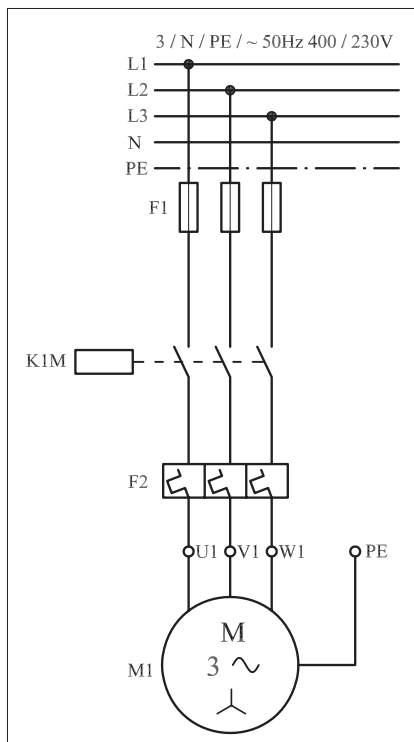 3 / N / PE / ~ 50Hz 400 / 230V
L1
L2
L3
N
PE
F1
K1M
F2
U1 V1 W1 PE
M
M1 3 ~